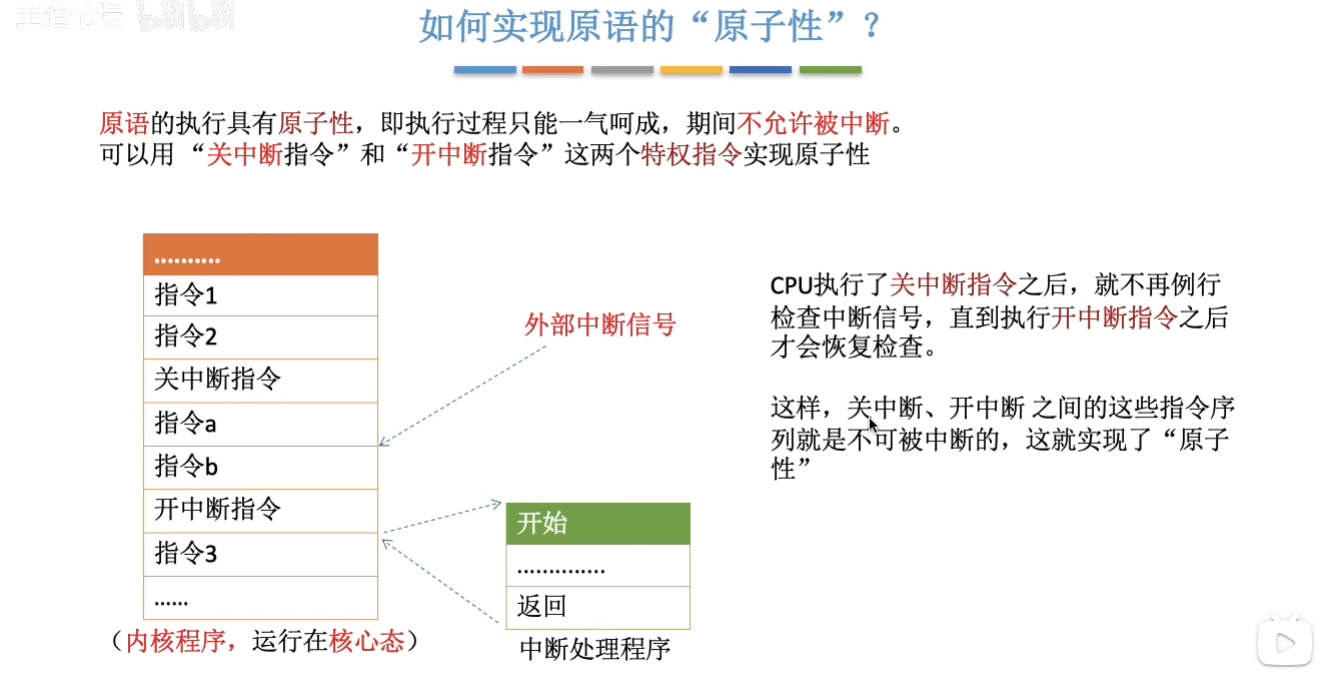 王道论坛 bilibili
如何实现原语的“原子性”？
原语的执行具有原子性，即执行过程只能一气呵成，期间不允许被中断。
可以用 “关中断指令”和“开中断指令”这两个特权指令实现原子性
..........
指令1
指令2
关中断指令
指令a
指令b
开中断指令
指令3
......
（内核程序，运行在核心态）
外部中断信号
开始
..............
返回
中断处理程序
CPU执行了关中断指令之后，就不再例行
检查中断信号，直到执行开中断指令之后
才会恢复检查。
这样，关中断、开中断 之间的这些指令序
列就是不可被中断的，这就实现了“原子
性”